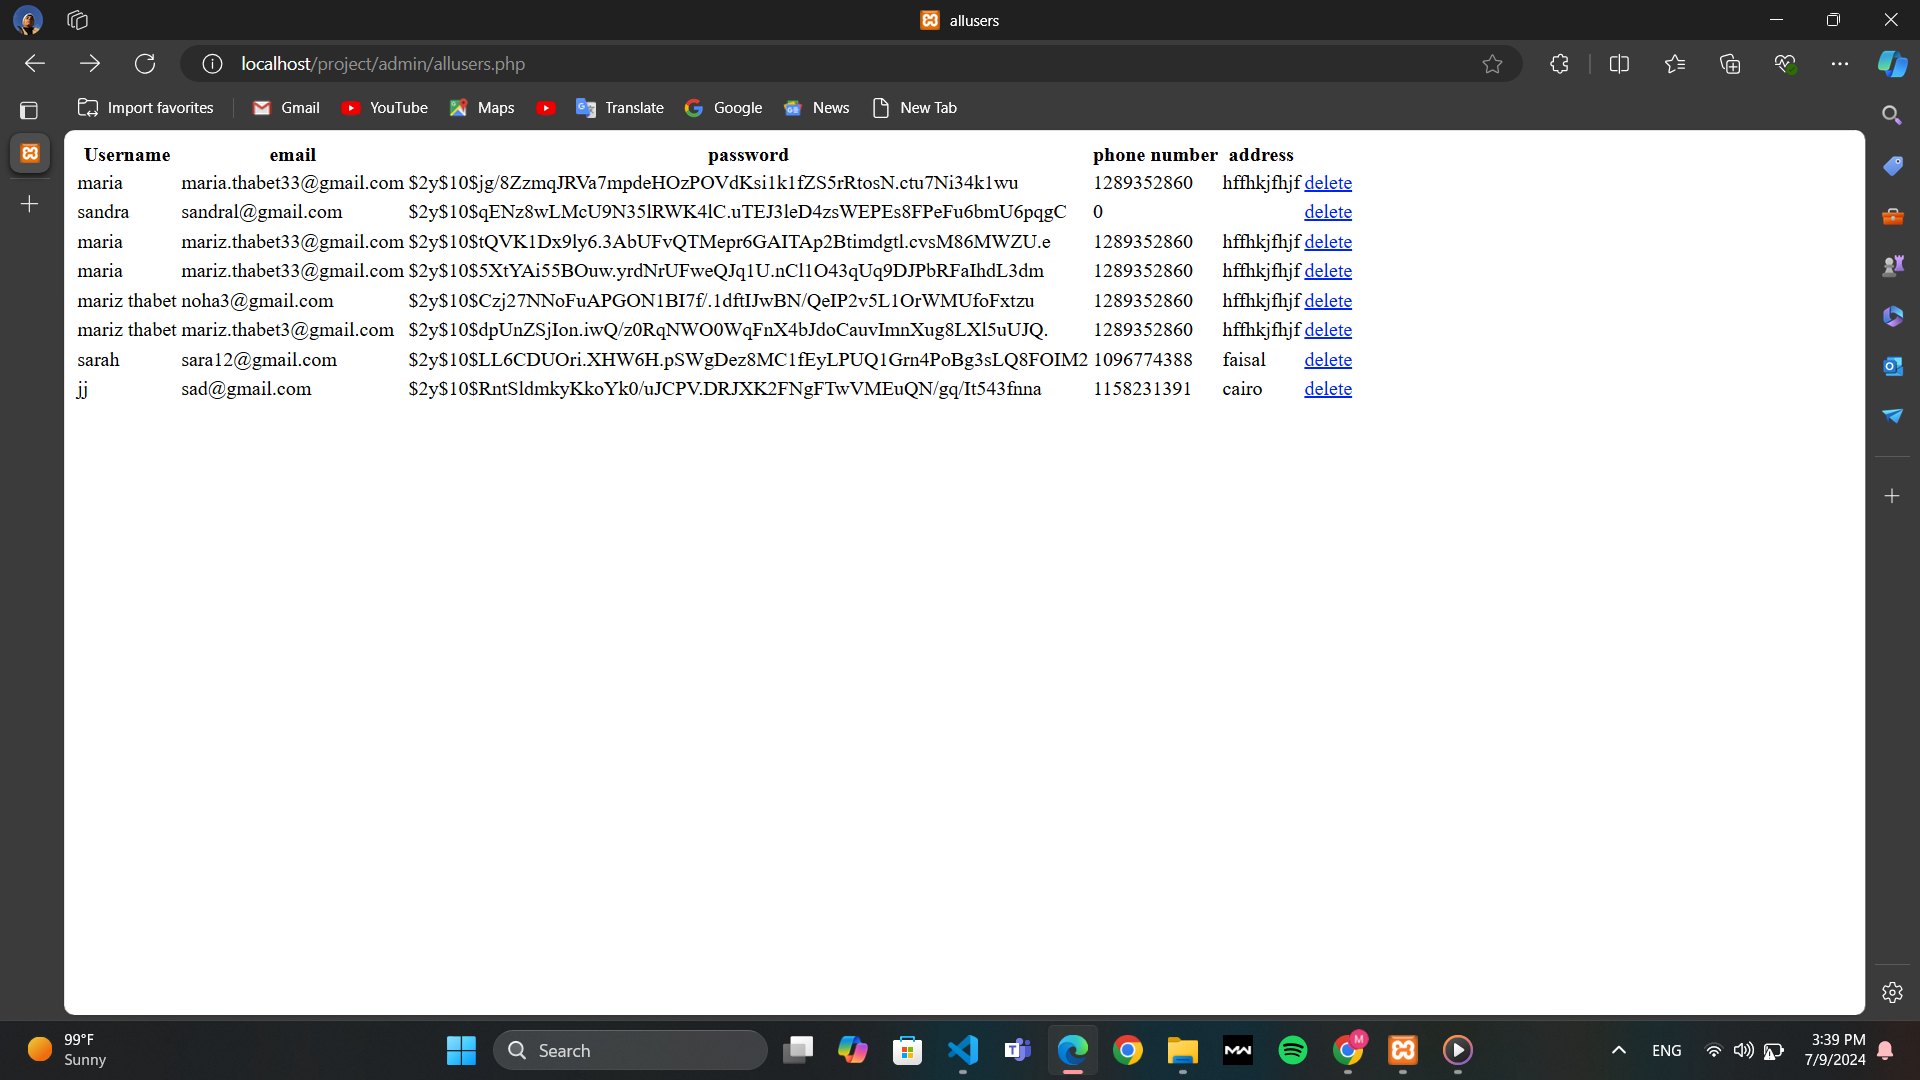 allusers
localhost/project/admin/allusers.php
Import favorites Gmail YouTube Maps Translate Google News New Tab
Username email password phone number address
maria maria.thabet33@gmail.com $2y$10$jg/8ZzmqJRVa7mpdeHOzPOVdKsi1k1fZS5rRtosN.ctu7Ni34k1wu 1289352860 hffhkjfhjf delete
sandra sandral@gmail.com $2y$10$qENz8wLMcU9N35lRWK4lC.uTEJ3leD4zsWEPEs8FPeFu6bmU6pqgC 0 delete
maria mariz.thabet33@gmail.com $2y$10$tQVK1Dx9ly6.3AbUFvQTMepr6GAITAp2Btimdgtl.cvsM86MWZU.e 1289352860 hffhkjfhjf delete
maria mariz.thabet33@gmail.com $2y$10$5XtYAi55BOuw.yrdNrUFweQJq1U.nCl1O43qUq9DJPbRFaIhdL3dm 1289352860 hffhkjfhjf delete
mariz thabet noha3@gmail.com $2y$10$Czj27NNoFuAPGON1BI7f/.1dftIJwBN/QeIP2v5L1OrWMUfoFxtzu 1289352860 hffhkjfhjf delete
mariz thabet mariz.thabet3@gmail.com $2y$10$dpUnZSjIon.iwQ/z0RqNWO0WqFnX4bJdoCauvImnXug8LXl5uUJQ. 1289352860 hffhkjfhjf delete
sarah sara12@gmail.com $2y$10$LL6CDUOri.XHW6H.pSWgDez8MC1fEyLPUQ1Grn4PoBg3sLQ8FOIM2 1096774388 faisal delete
jj sad@gmail.com $2y$10$RntSldmkyKkoYk0/uJCPV.DRJXK2FNgFTwVMEuQN/gq/It543fnna 1158231391 cairo delete
99°F
Sunny
Search
M
ENG
3:39 PM
7/9/2024